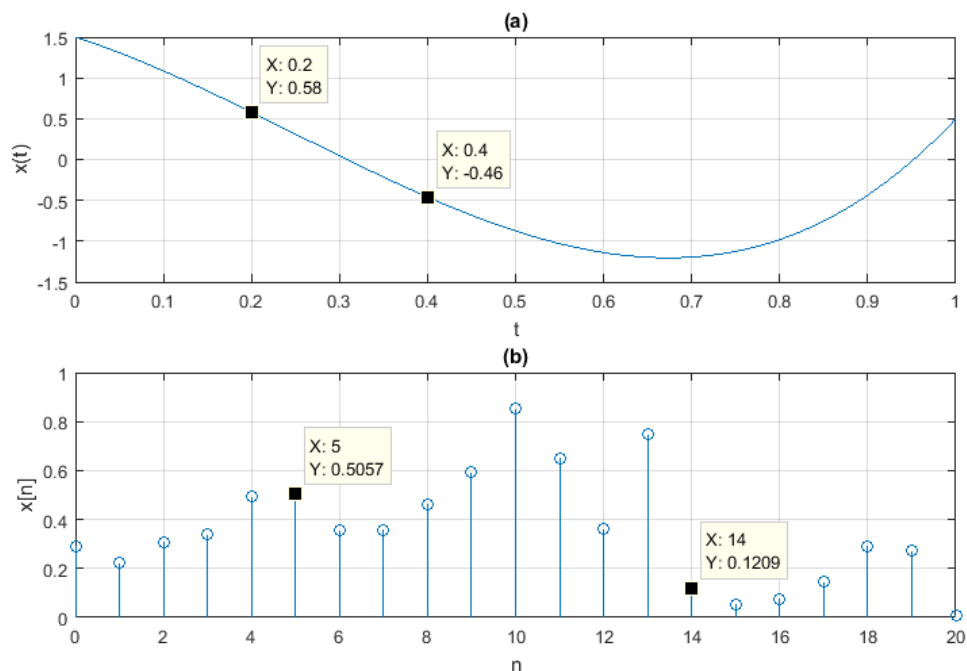 (a)
1.5
1
0.5
0
-0.5
-1
-1.5
x(t)
X: 0.2
Y: 0.58
X: 0.4
Y: -0.46
0 0.1 0.2 0.3 0.4 0.5 0.6 0.7 0.8 0.9 1
t
(b)
1
0.8
0.6
0.4
0.2
0
x[n]
X: 5
Y: 0.5057
X: 14
Y: 0.1209
0 2 4 6 8 10 12 14 16 18 20
n